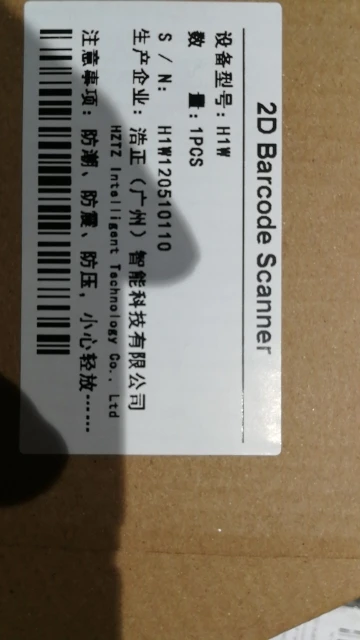 2D Barcode Scanner
设备型号：H1W
数 量：1PCS
S / N： H1W120510110
生产企业：浩正（广州）智能科技有限公司
HZTZ Intelligent Technology Co., Ltd
注意事项：防潮、防震、防压，小心轻放……